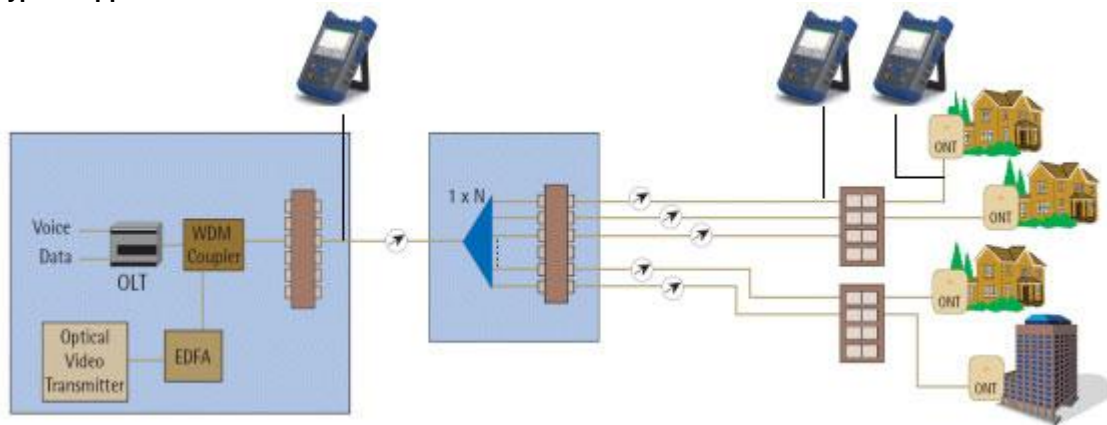 1 x N
Voice
Data
OLT
WDM
Coupler
Optical
Video
Transmitter
EDFA
ONT
ONT
ONT
ONT